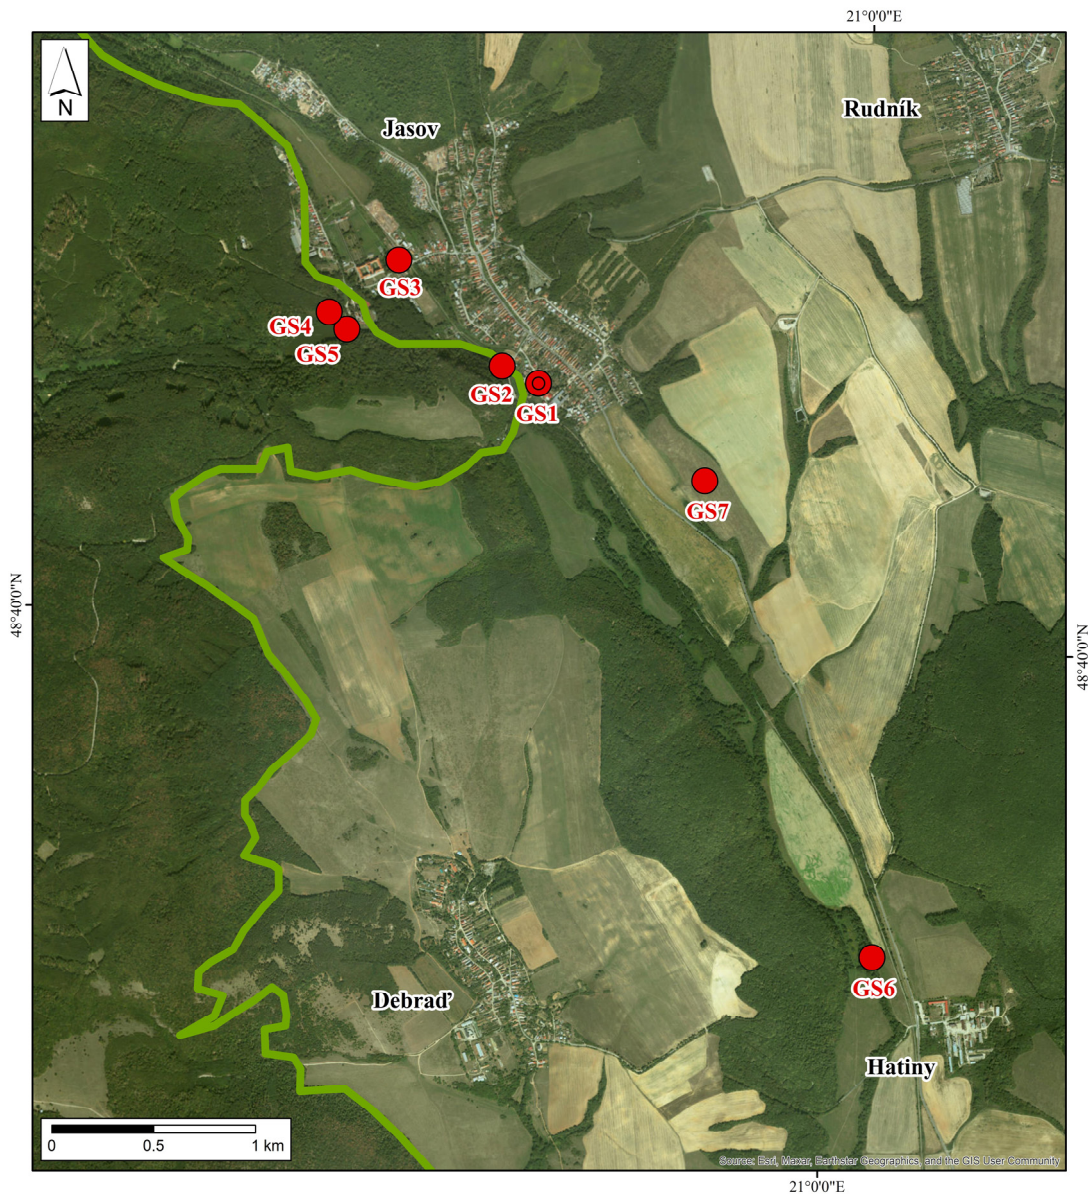 21°0'0"E
N
Jasov
Rudník
GS3
GS4
GS5
GS2
GS1
GS7
48°40'0"N
48°40'0"N
GS6
Debraď
Hatiny
0 0.5 1 km
Source: Esri, Maxar, Earthstar Geographics, and the GIS User Community
21°0'0"E